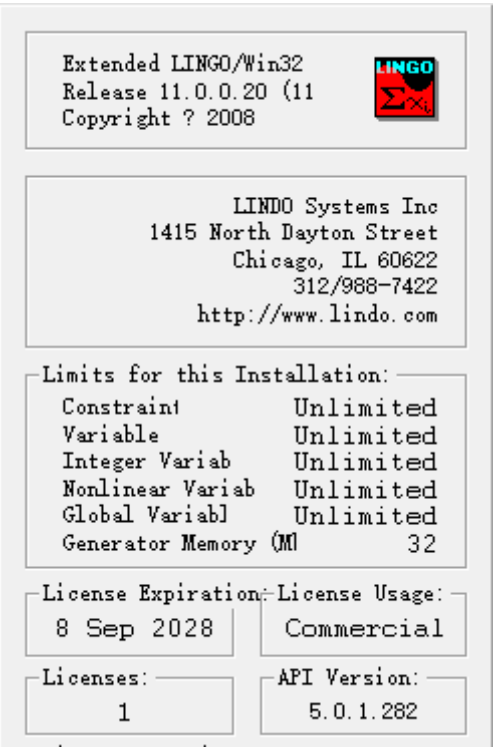 Extended LINGO/Win32
Release 11.0.0.20 (11
Copyright ? 2008
LINGO
Σxi
LINDO Systems Inc
1415 North Dayton Street
Chicago, IL 60622
312/988-7422
http://www.lindo.com
Limits for this Installation:
Constraint Unlimited
Variable Unlimited
Integer Variab Unlimited
Nonlinear Variab Unlimited
Global Variabl Unlimited
Generator Memory (M 32
License Expiration: License Usage:
8 Sep 2028 Commercial
Licenses: API Version:
1 5.0.1.282